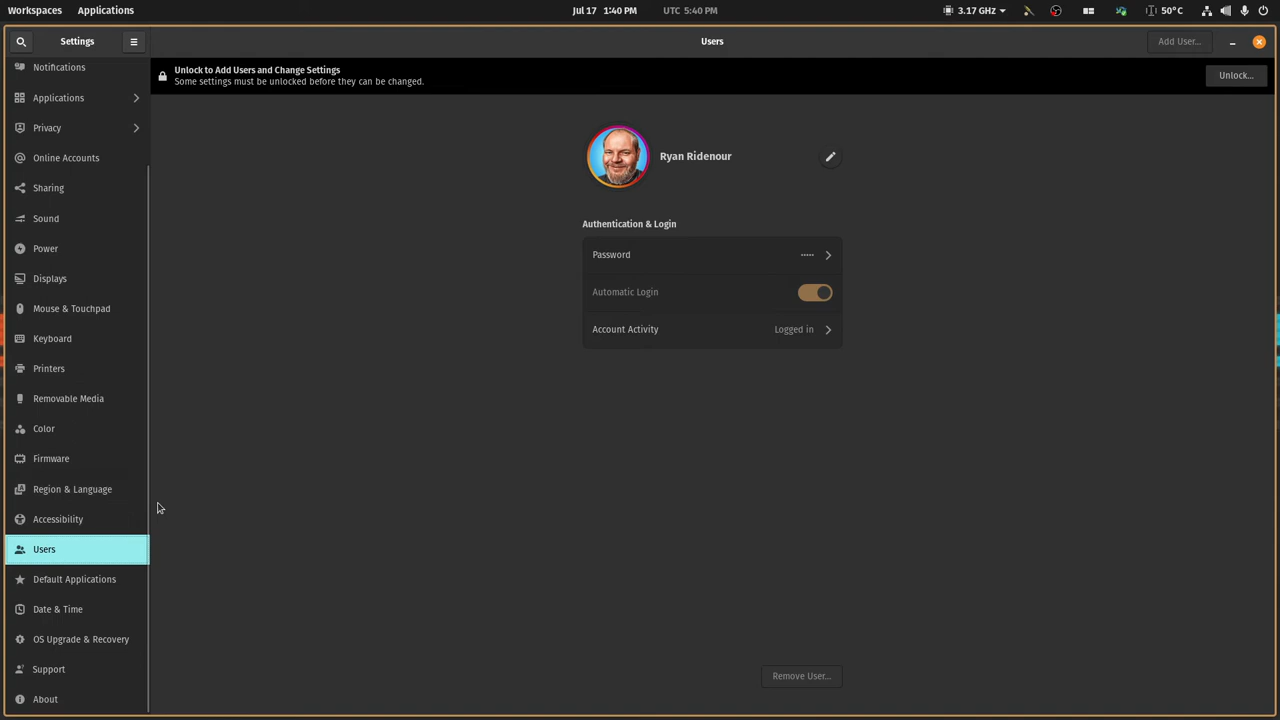 Workspaces Applications Jul 17 1:40 PM UTC 5:40 PM 3.17 GHz 50°C
Settings Users Add User...
Notifications
Applications
Privacy
Online Accounts
Sharing
Sound
Power
Displays
Mouse & Touchpad
Keyboard
Printers
Removable Media
Color
Firmware
Region & Language
Accessibility
Users
Default Applications
Date & Time
OS Upgrade & Recovery
Support
About
Unlock to Add Users and Change Settings
Some settings must be unlocked before they can be changed.
Unlock...
Ryan Ridenour
Authentication & Login
Password •••••
Automatic Login
Account Activity Logged in
Remove User...